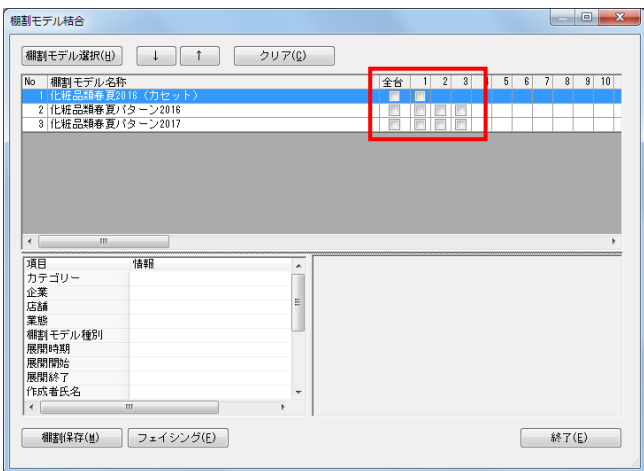 棚割モデル結合
棚割モデル選択(H) ↓ ↑ クリア(C)
No 棚割モデル名称 全台 1 2 3 4 5 6 7 8 9 10
1 化粧品類春夏2016（カセット）
2 化粧品類春夏パターン2016
3 化粧品類春夏パターン2017
項目 情報
カテゴリー
企業
店舗
業態
棚割モデル種別
展開時期
展開開始
展開終了
作成者氏名
棚割保存(M) フェイシング(F) 終了(E)